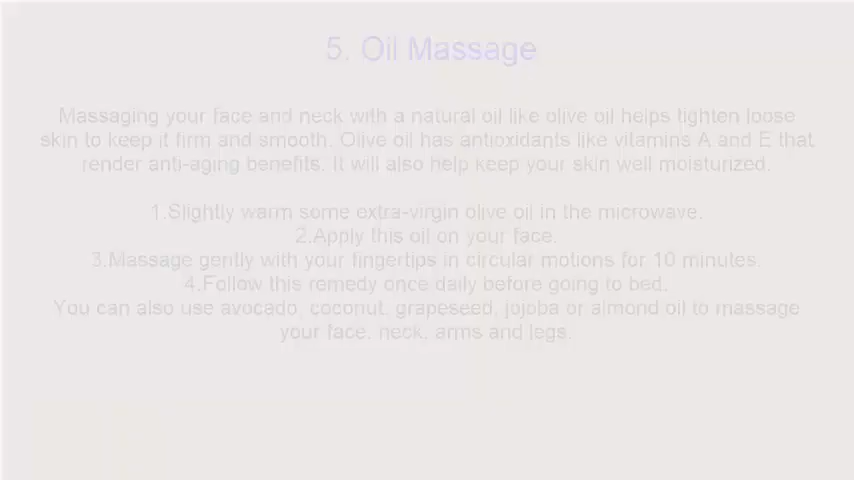 5. Oil Massage
Massaging your face and neck with a natural oil like olive oil helps tighten loose
skin to keep it firm and smooth. Olive oil has antioxidants like vitamins A and E that
render anti-aging benefits. It will also help keep your skin well moisturized.
1.Slightly warm some extra-virgin olive oil in the microwave.
2.Apply this oil on your face.
3.Massage gently with your fingertips in circular motions for 10 minutes.
4.Follow this remedy once daily before going to bed.
You can also use avocado, coconut, grapeseed, jojoba or almond oil to massage
your face, neck, arms and legs.